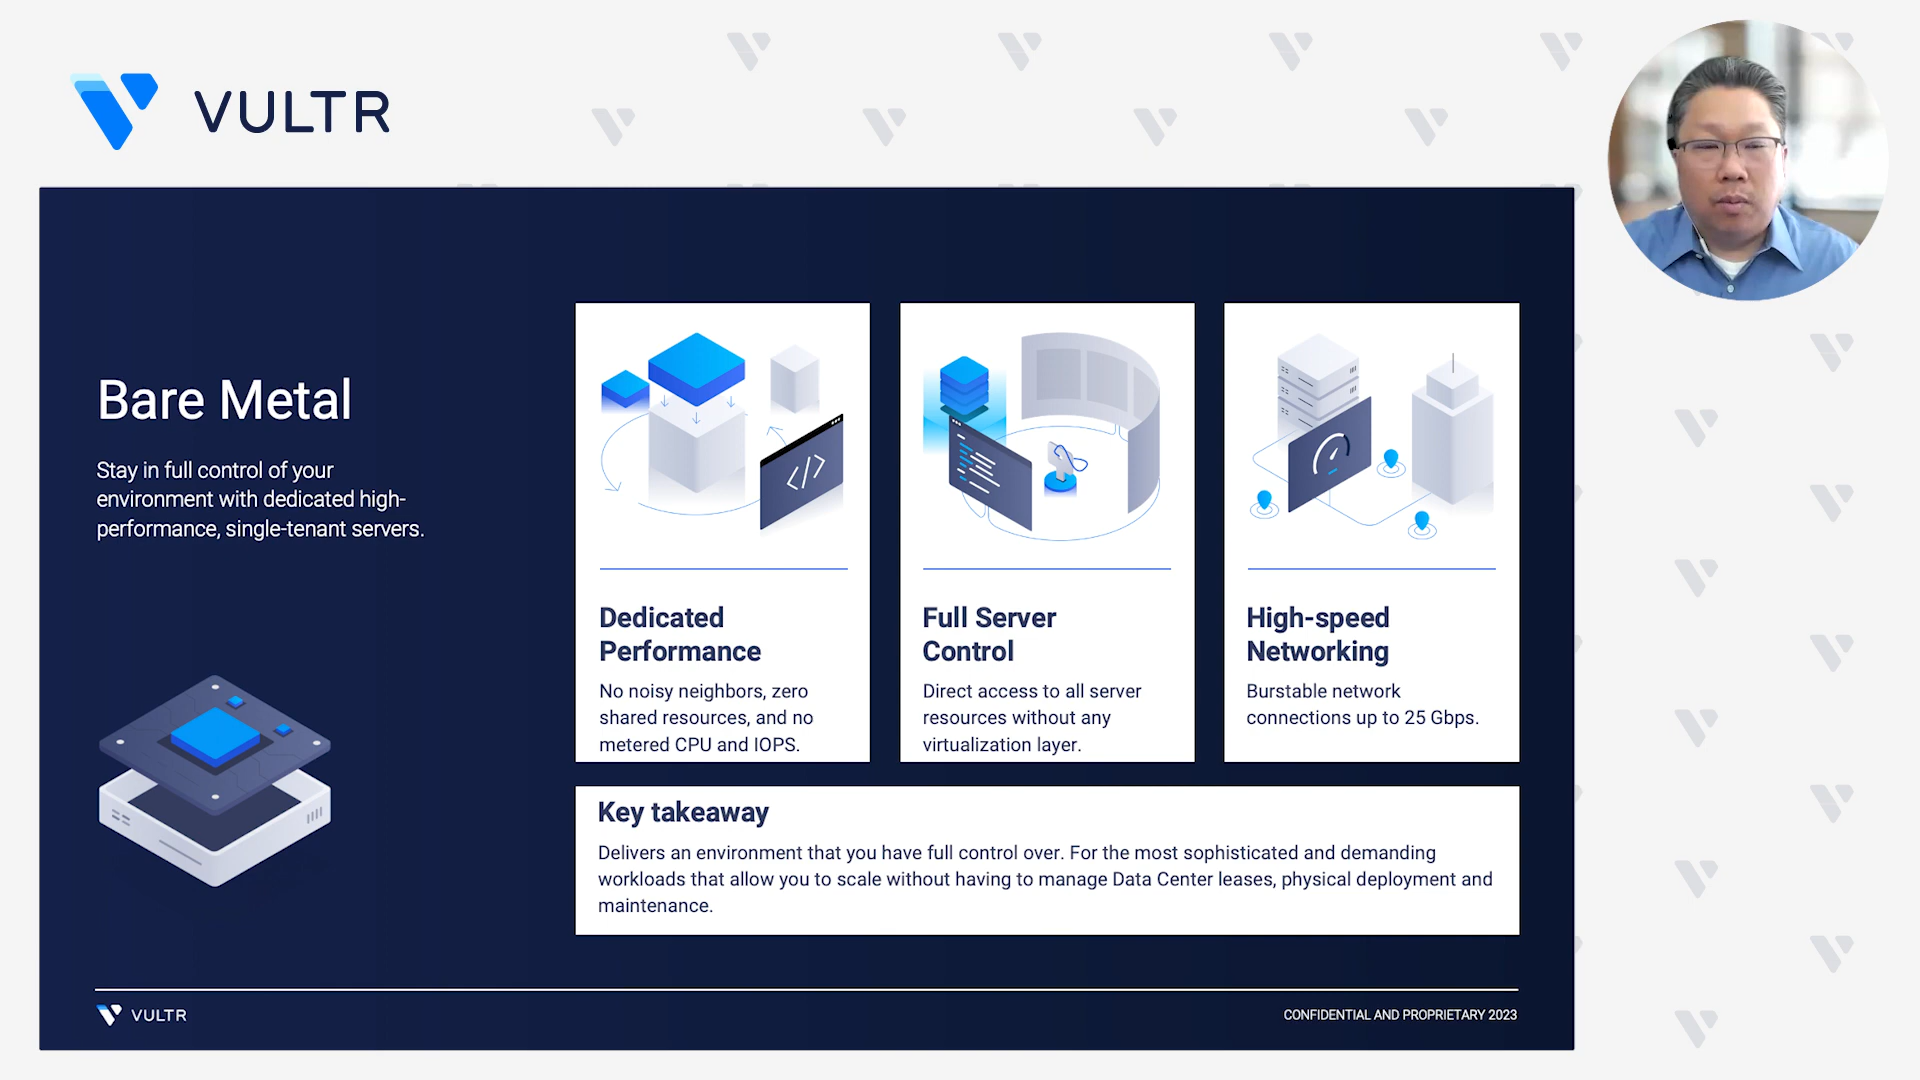 VULTR
Bare Metal
Stay in full control of your
environment with dedicated high-
performance, single-tenant servers.
Dedicated
Performance
No noisy neighbors, zero
shared resources, and no
metered CPU and IOPS.
Full Server
Control
Direct access to all server
resources without any
virtualization layer.
High-speed
Networking
Burstable network
connections up to 25 Gbps.
Key takeaway
Delivers an environment that you have full control over. For the most sophisticated and demanding
workloads that allow you to scale without having to manage Data Center leases, physical deployment and
maintenance.
VULTR
CONFIDENTIAL AND PROPRIETARY 2023